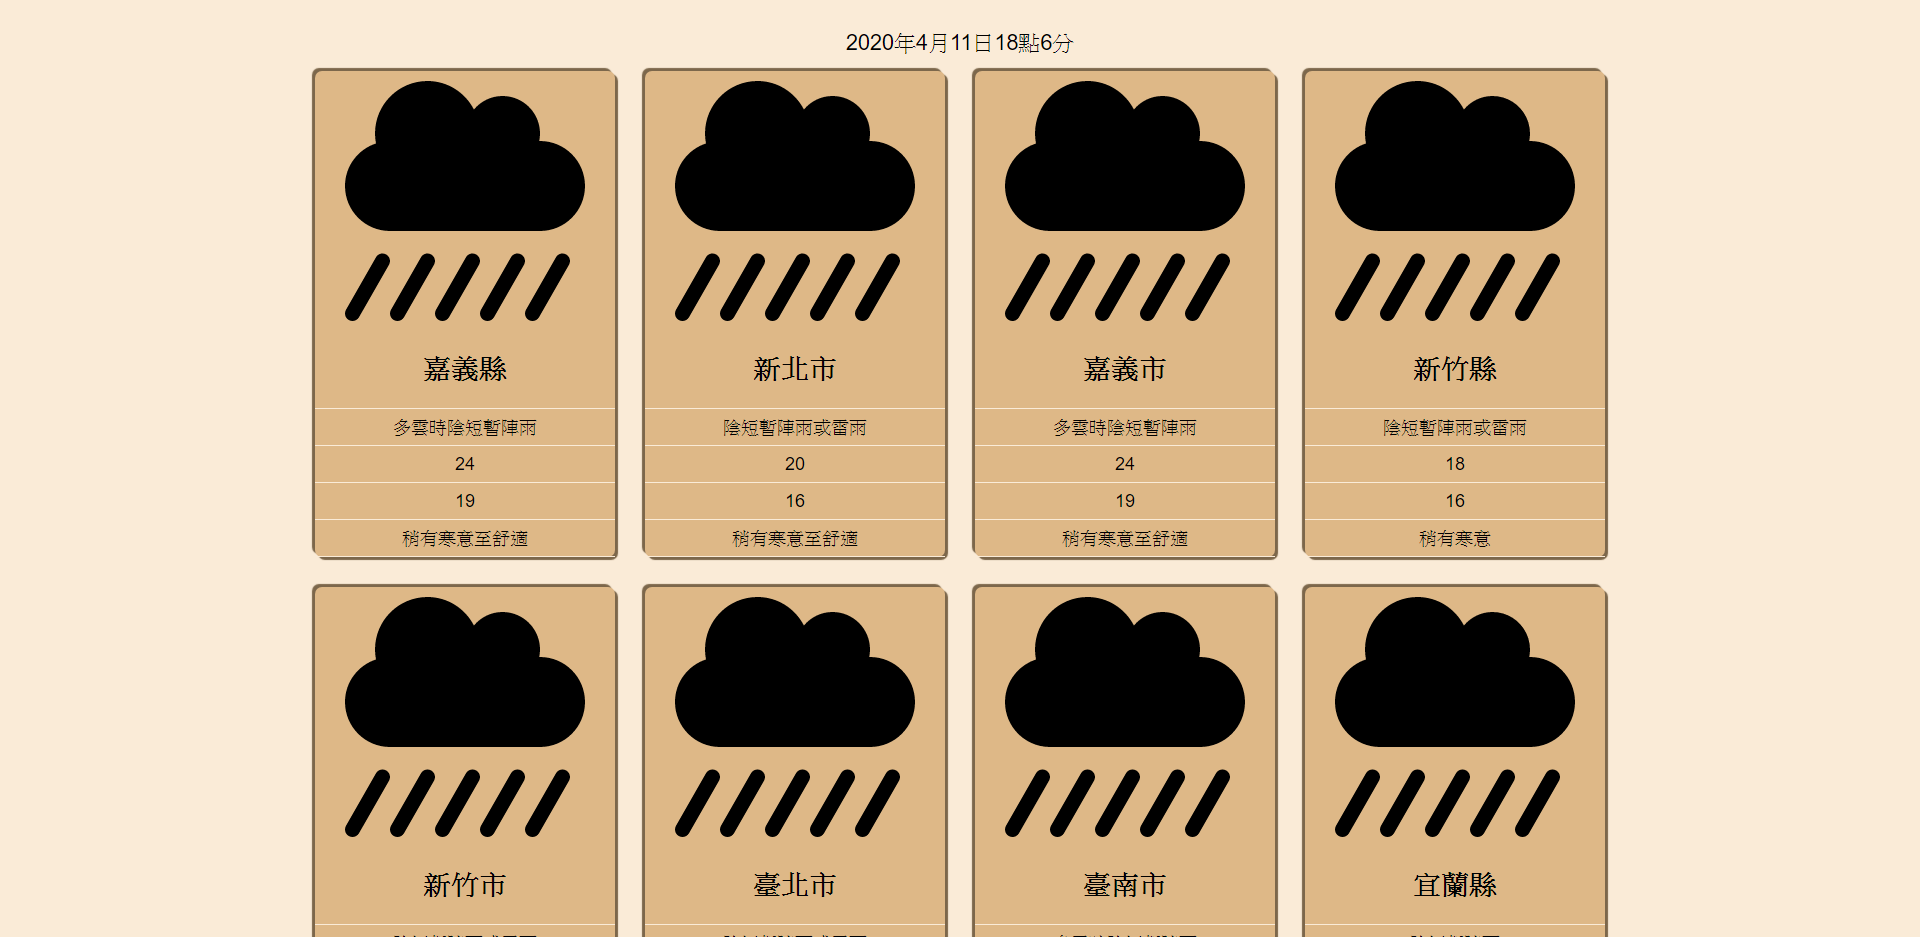 2020年4月11日18點6分
嘉義縣
多雲時陰短暫陣雨
24
19
稍有寒意至舒適
新北市
陰短暫陣雨或雷雨
20
16
稍有寒意至舒適
嘉義市
多雲時陰短暫陣雨
24
19
稍有寒意至舒適
新竹縣
陰短暫陣雨或雷雨
18
16
稍有寒意
新竹市
臺北市
臺南市
宜蘭縣